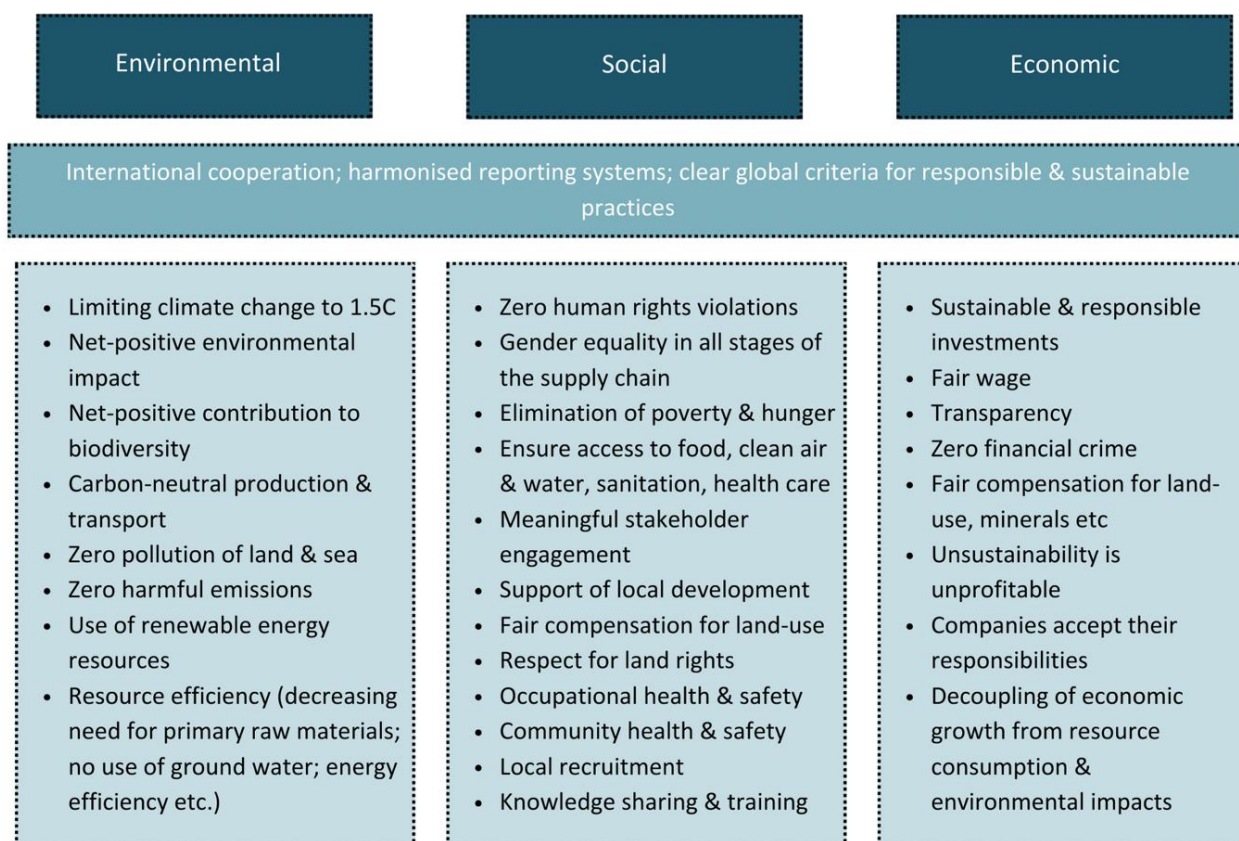 Environmental
Social
Economic
International cooperation; harmonised reporting systems; clear global criteria for responsible & sustainable
practices
• Limiting climate change to 1.5C
• Net-positive environmental
impact
• Net-positive contribution to
biodiversity
• Carbon-neutral production &
transport
• Zero pollution of land & sea
• Zero harmful emissions
• Use of renewable energy
resources
• Resource efficiency (decreasing
need for primary raw materials;
no use of ground water; energy
efficiency etc.)
• Zero human rights violations
• Gender equality in all stages of
the supply chain
• Elimination of poverty & hunger
• Ensure access to food, clean air
& water, sanitation, health care
• Meaningful stakeholder
engagement
• Support of local development
• Fair compensation for land-use
• Respect for land rights
• Occupational health & safety
• Community health & safety
• Local recruitment
• Knowledge sharing & training
• Sustainable & responsible
investments
• Fair wage
• Transparency
• Zero financial crime
• Fair compensation for land-
use, minerals etc
• Unsustainability is
unprofitable
• Companies accept their
responsibilities
• Decoupling of economic
growth from resource
consumption &
environmental impacts